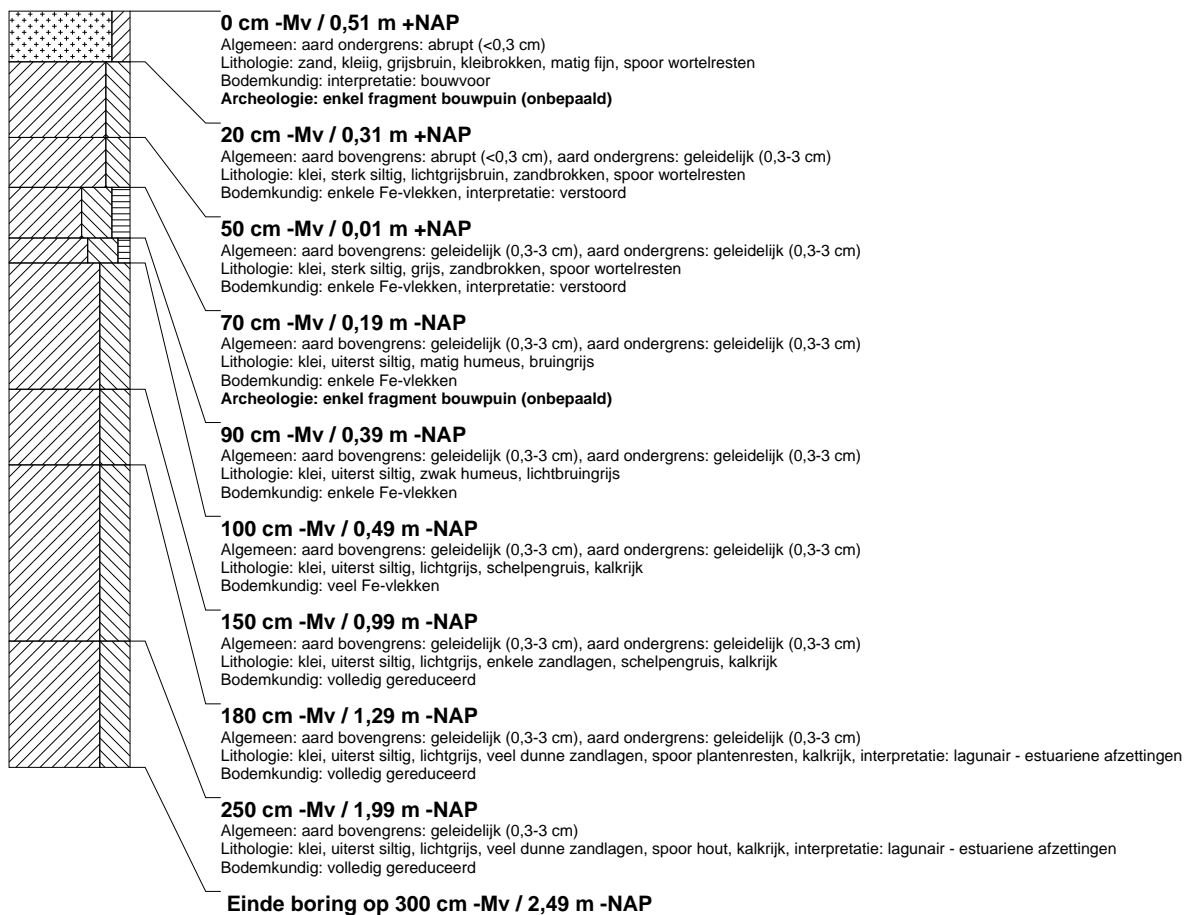 0 cm -Mv / 0,51 m +NAP
Algemeen: aard ondergrens: abrupt (<0,3 cm)
Lithologie: zand, kleiig, grijsbruin, kleibrokken, matig fijn, spoor wortelresten
Bodemkundig: interpretatie: bouwvoor
Archeologie: enkel fragment bouwpuin (onbepaald)
20 cm -Mv / 0,31 m +NAP
Algemeen: aard bovengrens: abrupt (<0,3 cm), aard ondergrens: geleidelijk (0,3-3 cm)
Lithologie: klei, sterk siltig, lichtgrijsbruin, zandbrokken, spoor wortelresten
Bodemkundig: enkele Fe-vlekken, interpretatie: verstoord
50 cm -Mv / 0,01 m +NAP
Algemeen: aard bovengrens: geleidelijk (0,3-3 cm), aard ondergrens: geleidelijk (0,3-3 cm)
Lithologie: klei, sterk siltig, grijs, zandbrokken, spoor wortelresten
Bodemkundig: enkele Fe-vlekken, interpretatie: verstoord
70 cm -Mv / 0,19 m -NAP
Algemeen: aard bovengrens: geleidelijk (0,3-3 cm), aard ondergrens: geleidelijk (0,3-3 cm)
Lithologie: klei, uiterst siltig, matig humeus, bruingrijs
Bodemkundig: enkele Fe-vlekken
Archeologie: enkel fragment bouwpuin (onbepaald)
90 cm -Mv / 0,39 m -NAP
Algemeen: aard bovengrens: geleidelijk (0,3-3 cm), aard ondergrens: geleidelijk (0,3-3 cm)
Lithologie: klei, uiterst siltig, zwak humeus, lichtbruingrijs
Bodemkundig: enkele Fe-vlekken
100 cm -Mv / 0,49 m -NAP
Algemeen: aard bovengrens: geleidelijk (0,3-3 cm), aard ondergrens: geleidelijk (0,3-3 cm)
Lithologie: klei, uiterst siltig, lichtgrijs, schelpengruis, kalkrijk
Bodemkundig: veel Fe-vlekken
150 cm -Mv / 0,99 m -NAP
Algemeen: aard bovengrens: geleidelijk (0,3-3 cm), aard ondergrens: geleidelijk (0,3-3 cm)
Lithologie: klei, uiterst siltig, lichtgrijs, enkele zandlagen, schelpengruis, kalkrijk
Bodemkundig: volledig gereduceerd
180 cm -Mv / 1,29 m -NAP
Algemeen: aard bovengrens: geleidelijk (0,3-3 cm), aard ondergrens: geleidelijk (0,3-3 cm)
Lithologie: klei, uiterst siltig, lichtgrijs, veel dunne zandlagen, spoor plantenresten, kalkrijk, interpretatie: lagunair - estuariene afzettingen
Bodemkundig: volledig gereduceerd
250 cm -Mv / 1,99 m -NAP
Algemeen: aard bovengrens: geleidelijk (0,3-3 cm)
Lithologie: klei, uiterst siltig, lichtgrijs, veel dunne zandlagen, spoor hout, kalkrijk, interpretatie: lagunair - estuariene afzettingen
Bodemkundig: volledig gereduceerd
Einde boring op 300 cm -Mv / 2,49 m -NAP